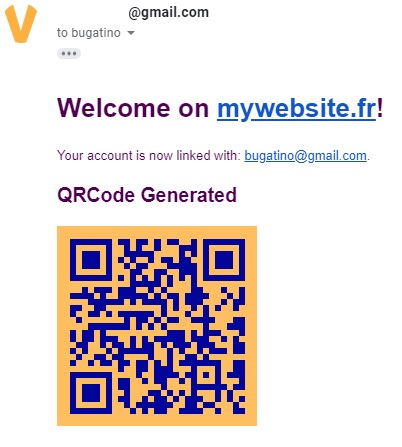 @gmail.com
to bugatino
Welcome on mywebsite.fr!
Your account is now linked with: bugatino@gmail.com.
QRCode Generated